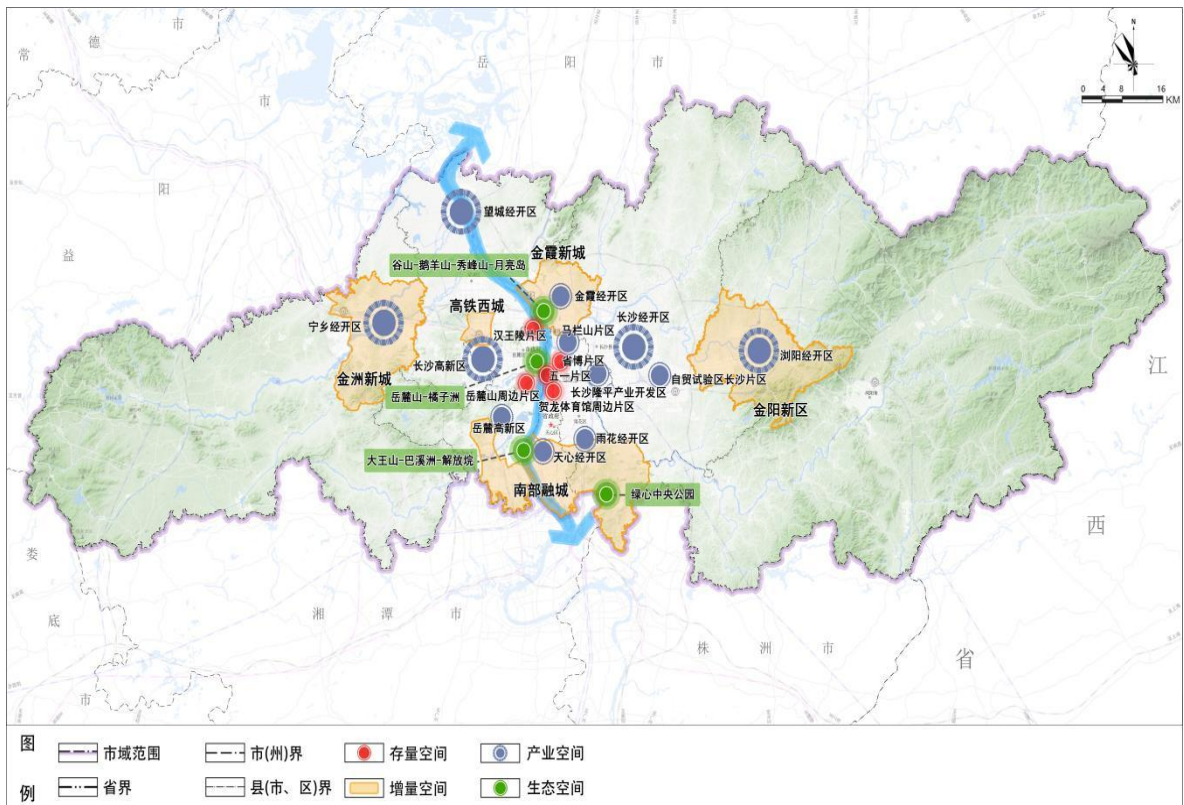 常 德 市
岳 阳 市
N
0 4 8 16
KM
益 阳 市
望城经开区
谷山-鹅羊山-秀峰山-月亮岛
金霞新城
金霞经开区
高铁西城
宁乡经开区
汉王陵片区
马栏山片区
长沙经开区
长沙高新区
省博片区
浏阳经开区
五一片区
自贸试验区长沙片区
金洲新城
岳麓山-橘子洲
岳麓山周边片区
长沙隆平产业开发区
贺龙体育馆周边片区
金阳新区
岳麓高新区
雨花经开区
大王山-巴溪洲-解放垸
天心经开区
南部融城
绿心中央公园
江 西 省
娄 底 市
湘 潭 市
株 洲 市
图 例
市域范围
市(州)界
存量空间
产业空间
省界
县(市、区)界
增量空间
生态空间